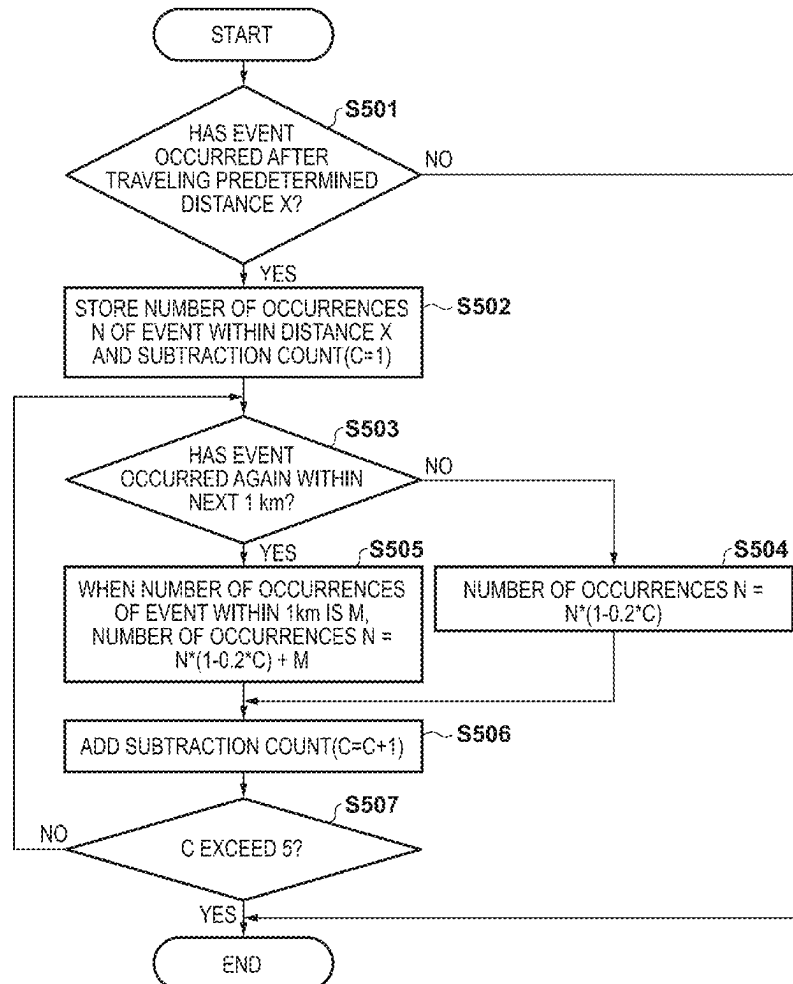 START
S501
HAS EVENT
OCCURRED AFTER
TRAVELING PREDETERMINED
DISTANCE X?
NO
YES
STORE NUMBER OF OCCURRENCES
N OF EVENT WITHIN DISTANCE X
AND SUBTRACTION COUNT(C=1)
S502
S503
HAS EVENT
OCCURRED AGAIN WITHIN
NEXT 1 km?
NO
YES
S505
WHEN NUMBER OF OCCURRENCES
OF EVENT WITHIN 1km IS M,
NUMBER OF OCCURRENCES N =
N*(1-0.2*C) + M
S504
NUMBER OF OCCURRENCES N =
N*(1-0.2*C)
ADD SUBTRACTION COUNT(C=C+1)
S506
S507
C EXCEED 5?
NO
YES
END